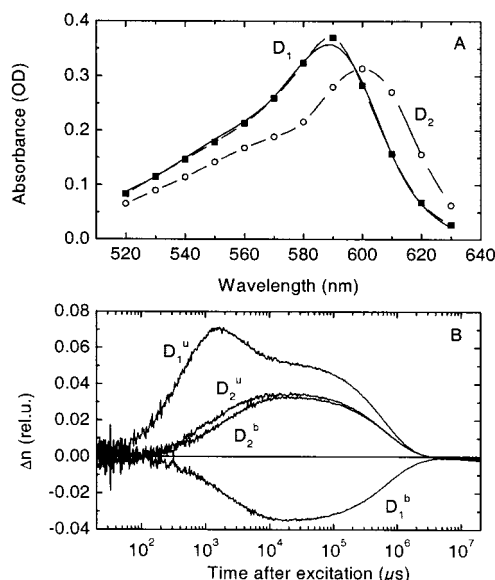 A
D₁
D₂
Absorbance (OD)
0.4
0.3
0.2
0.1
0.0
520 540 560 580 600 620 640
Wavelength (nm)
B
D₁ᵘ
D₂ᵘ
D₂ᵇ
D₁ᵇ
Δn (rel.u.)
0.08
0.06
0.04
0.02
0.00
-0.02
-0.04
10² 10³ 10⁴ 10⁵ 10⁶ 10⁷
Time after excitation (μs)